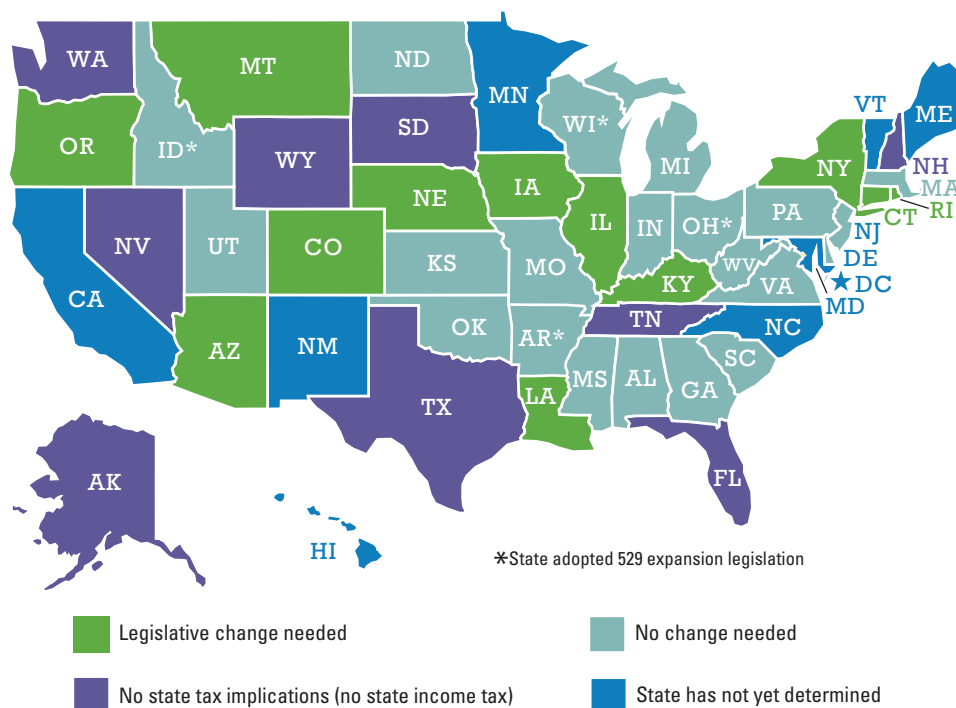 WA
MT
ND
MN
VT
ME
OR
ID*
WY
SD
WI*
MI
NY
NH
MA
RI
CT
NV
UT
CO
NE
IA
IL
IN
OH*
PA
NJ
DE
DC
MD
CA
KS
MO
KY
WV
VA
AZ
NM
OK
AR*
TN
NC
SC
TX
LA
MS
AL
GA
FL
AK
HI
*State adopted 529 expansion legislation
Legislative change needed
No change needed
No state tax implications (no state income tax)
State has not yet determined